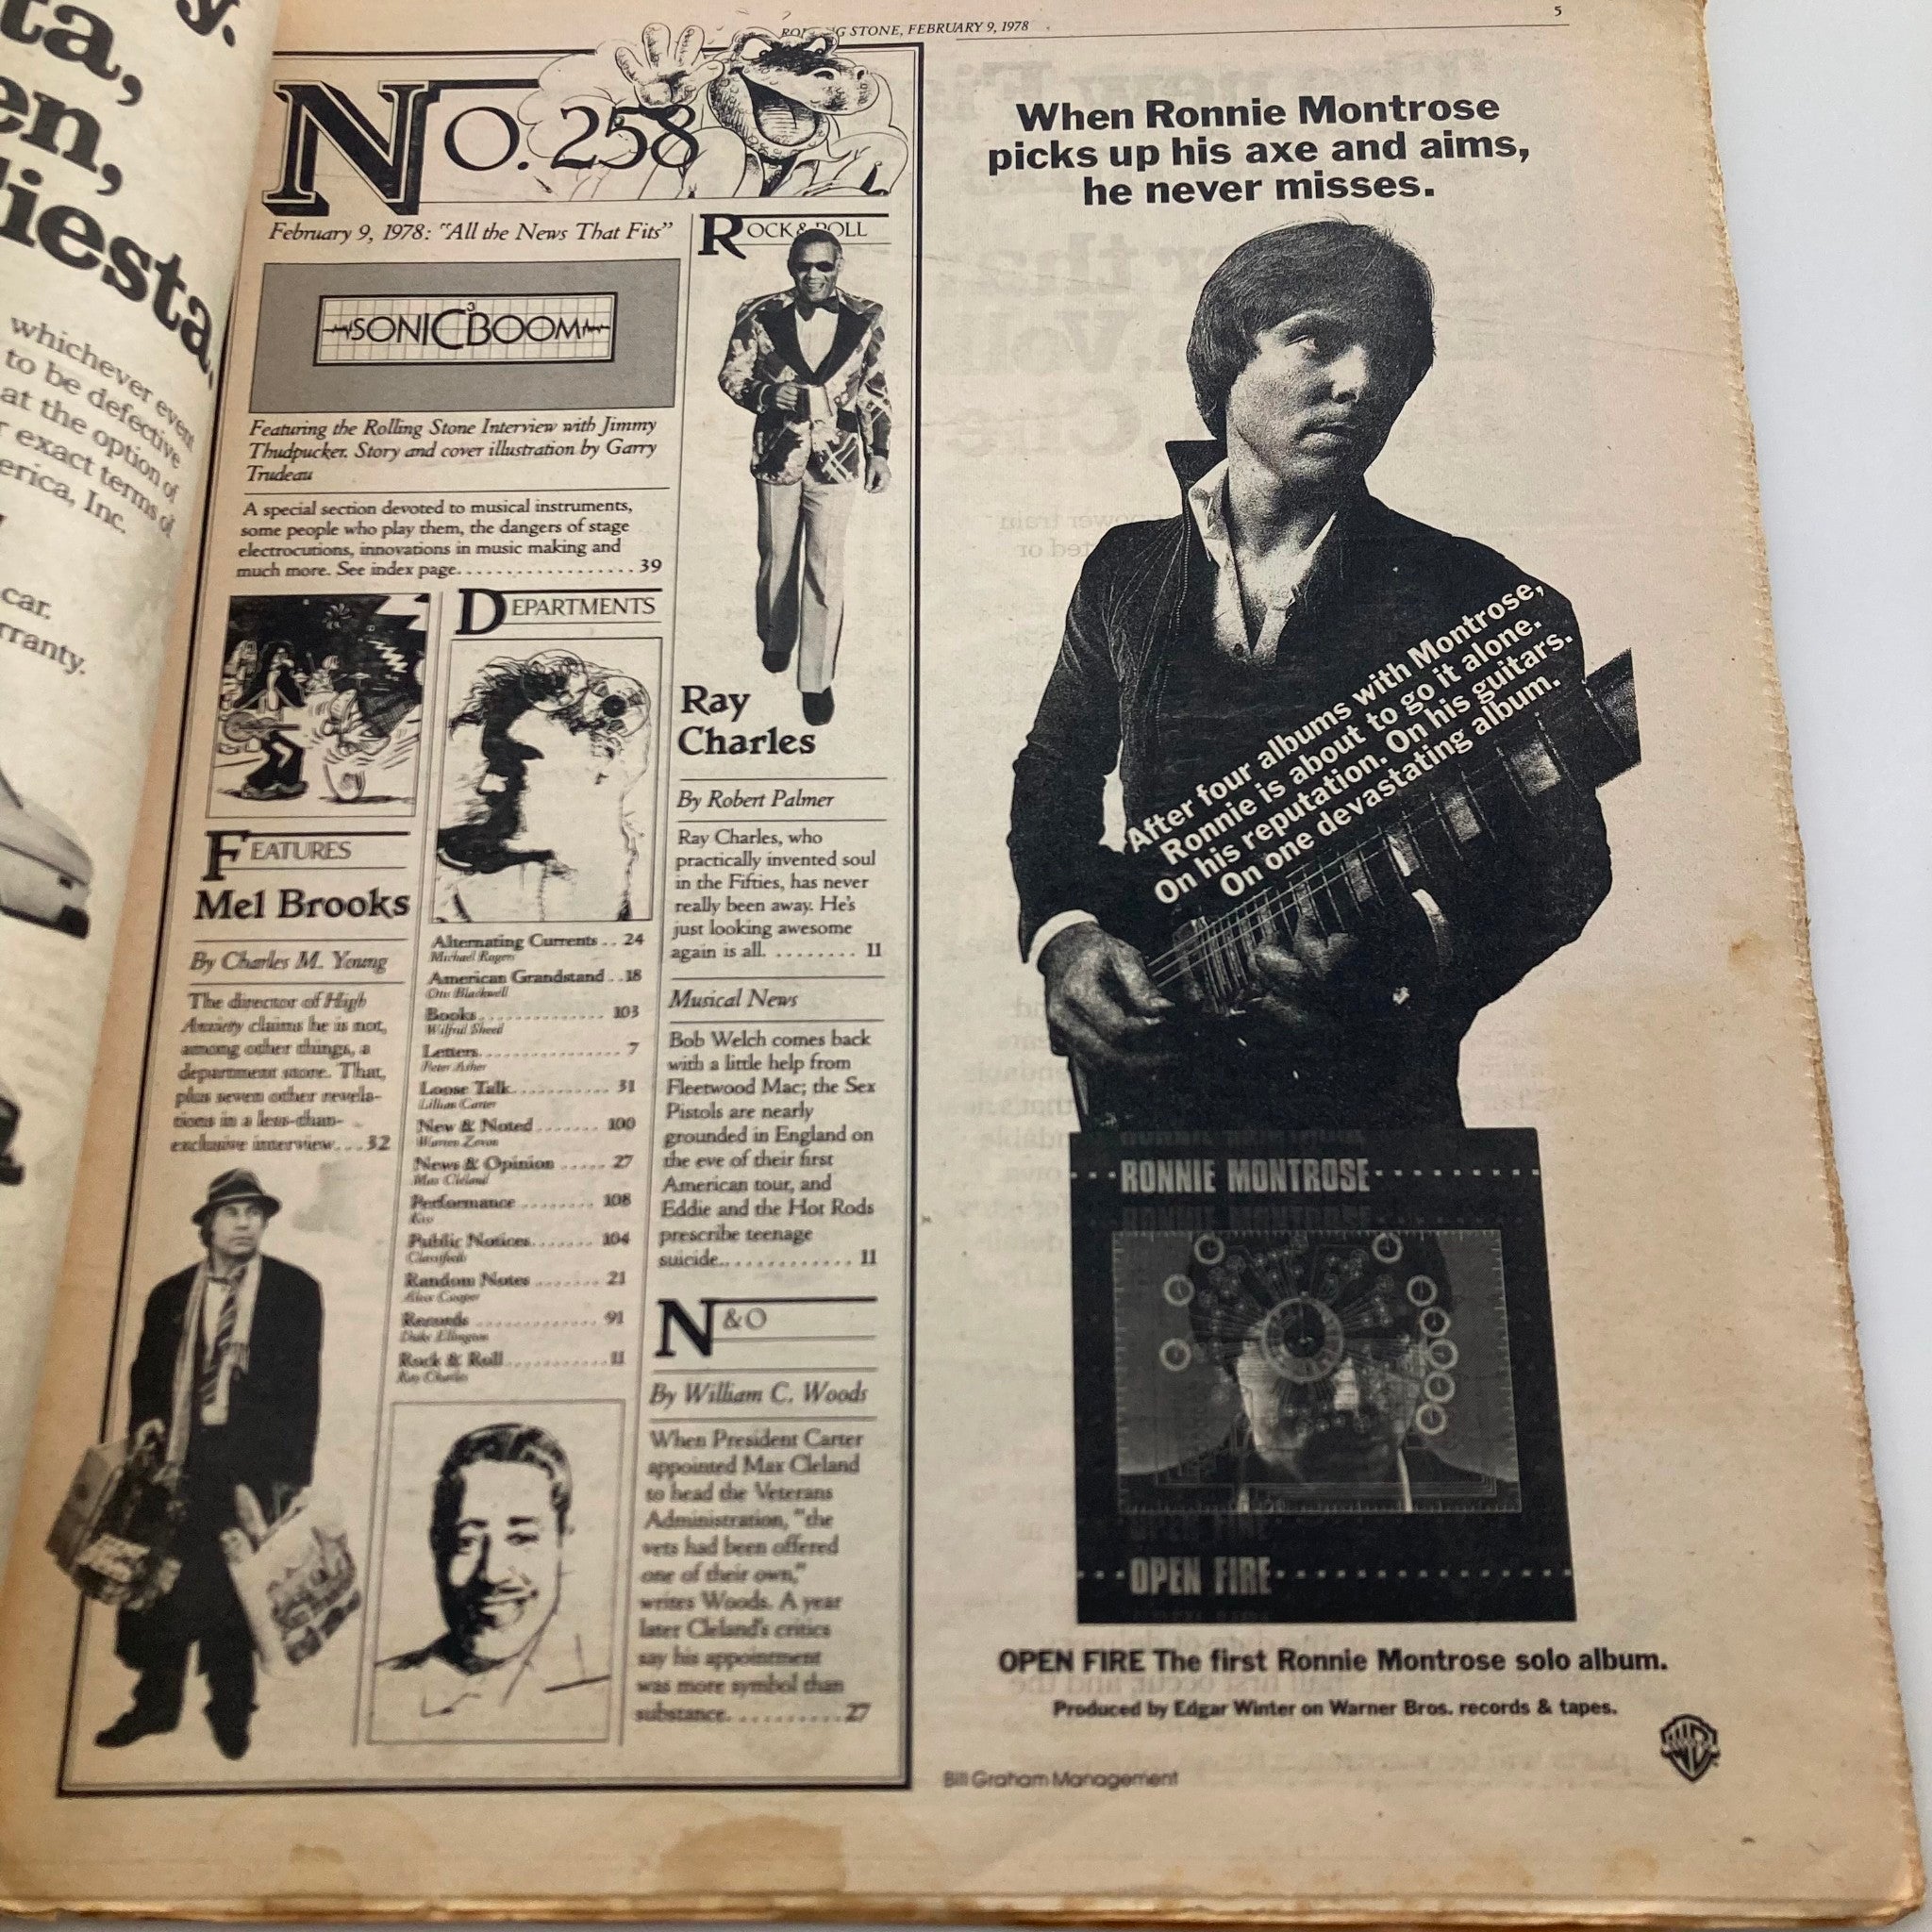 ta,
y.
en,
iesta.
whichever event
to be defective
at the option of
r exact terms of
erica, Inc.
car.
rranty.
ROLLING STONE, FEBRUARY 9, 1978
5
No. 258
February 9, 1978: "All the News That Fits"
SONIC BOOM
3
Featuring the Rolling Stone Interview with Jimmy
Thudpucker. Story and cover illustration by Garry
Trudeau
A special section devoted to musical instruments,
some people who play them, the dangers of stage
electrocutions, innovations in music making and
much more. See index page.................. 39
FEATURES
Mel Brooks
By Charles M. Young
The director of High
Anxiety claims he is not,
among other things, a
department store. That,
plus seven other revela-
tions in a less-than-
exclusive interview. . . 32
DEPARTMENTS
Alternating Currents . . 24
Michael Rogers
American Grandstand . . 18
Otis Blackwell
Books............... 103
Wilfrid Sheed
Letters................ 7
Peter Asher
Loose Talk........... 31
Lillian Carter
New & Noted....... 100
Warren Zevon
News & Opinion ..... 27
Max Cleland
Performance ........ 108
Kiss
Public Notices....... 104
Classifieds
Random Notes ....... 21
Alice Cooper
Records ............. 91
Duke Ellington
Rock & Roll........... 11
Ray Charles
ROCK & ROLL
Ray
Charles
By Robert Palmer
Ray Charles, who
practically invented soul
in the Fifties, has never
really been away. He's
just looking awesome
again is all. ......... 11
Musical News
Bob Welch comes back
with a little help from
Fleetwood Mac; the Sex
Pistols are nearly
grounded in England on
the eve of their first
American tour, and
Eddie and the Hot Rods
prescribe teenage
suicide.............. 11
N&O
By William C. Woods
When President Carter
appointed Max Cleland
to head the Veterans
Administration, "the
vets had been offered
one of their own,"
writes Woods. A year
later Cleland's critics
say his appointment
was more symbol than
substance........... 27
When Ronnie Montrose
picks up his axe and aims,
he never misses.
After four albums with Montrose,
Ronnie is about to go it alone.
On his reputation. On his guitars.
On one devastating album.
RONNIE MONTROSE
OPEN FIRE
OPEN FIRE The first Ronnie Montrose solo album.
Produced by Edgar Winter on Warner Bros. records & tapes.
Bill Graham Management